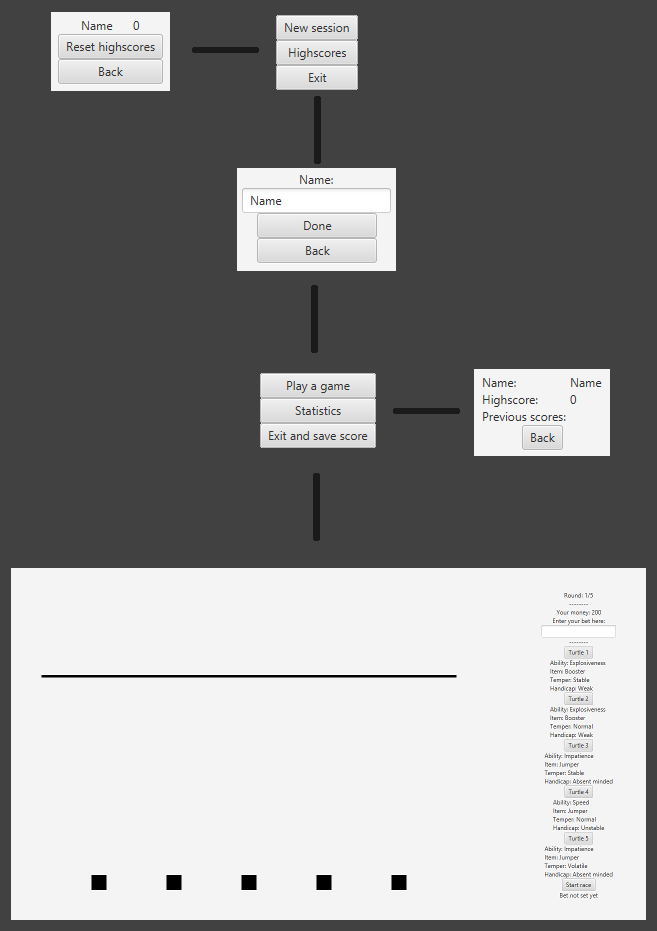 Name 0
Reset highscores
Back
New session
Highscores
Exit
Name:
Name
Done
Back
Play a game
Statistics
Exit and save score
Name: Name
Highscore: 0
Previous scores:
Back
Round: 1/5
--------
Your money: 200
Enter your bet here:
--------
Turtle 1
Ability: Explosiveness
Item: Booster
Temper: Stable
Handicap: Weak
Turtle 2
Ability: Explosiveness
Item: Booster
Temper: Normal
Handicap: Weak
Turtle 3
Ability: Impatience
Item: Jumper
Temper: Stable
Handicap: Absent minded
Turtle 4
Ability: Speed
Item: Jumper
Temper: Normal
Handicap: Unstable
Turtle 5
Ability: Impatience
Item: Jumper
Temper: Volatile
Handicap: Absent minded
Start race
Bet not set yet